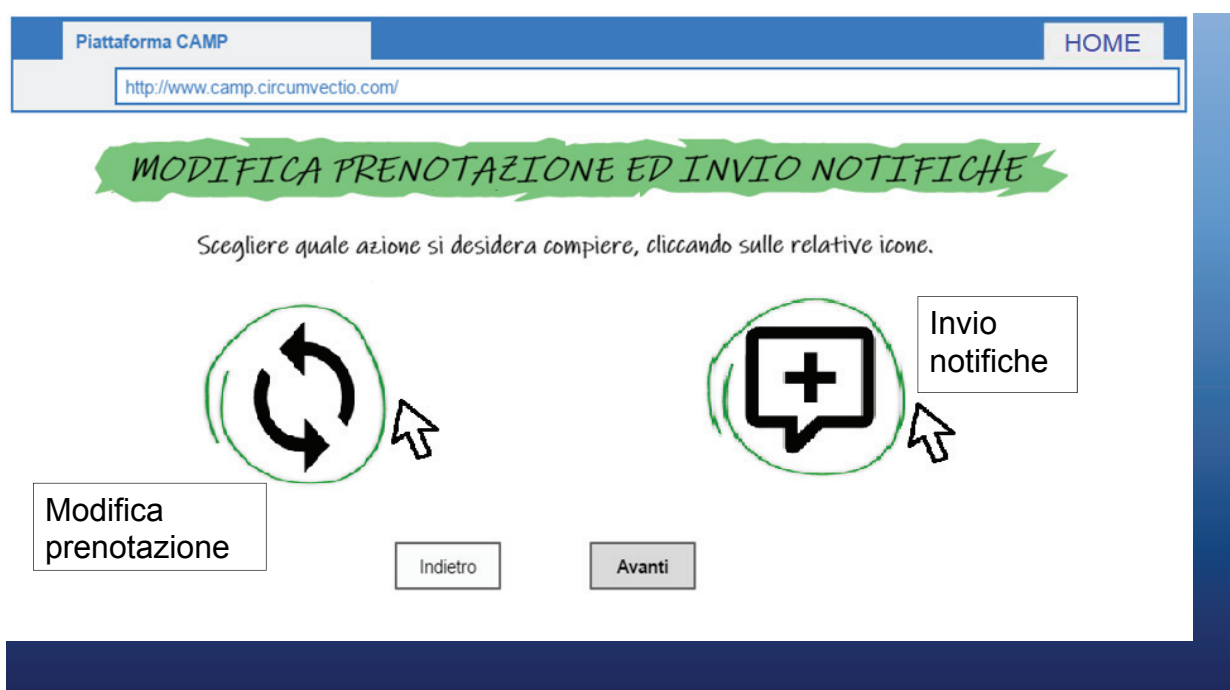 Piattaforma CAMP
HOME
http://www.camp.circumvectio.com/
MODIFICA PRENOTAZIONE ED INVIO NOTIFICHE
Scegliere quale azione si desidera compiere, cliccando sulle relative icone.
Invio
notifiche
Modifica
prenotazione
Indietro
Avanti